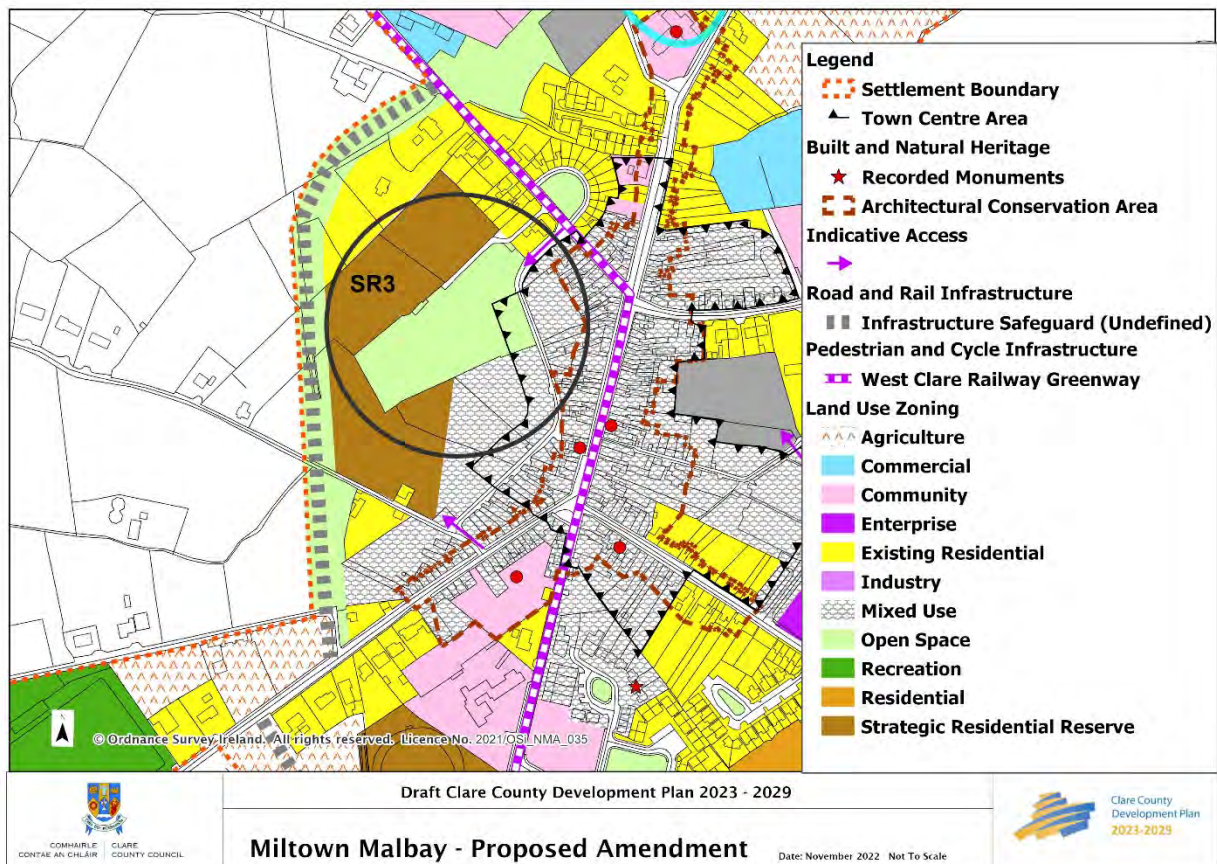 SR3
Legend
Settlement Boundary
Town Centre Area
Built and Natural Heritage
Recorded Monuments
Architectural Conservation Area
Indicative Access
Road and Rail Infrastructure
Infrastructure Safeguard (Undefined)
Pedestrian and Cycle Infrastructure
West Clare Railway Greenway
Land Use Zoning
Agriculture
Commercial
Community
Enterprise
Existing Residential
Industry
Mixed Use
Open Space
Recreation
Residential
Strategic Residential Reserve
© Ordnance Survey Ireland. All rights reserved. Licence No. 2021/OSi_NMA_035
COMHAIRLE CONTAE AN CHLÁIR
CLARE COUNTY COUNCIL
Draft Clare County Development Plan 2023 - 2029
Miltown Malbay - Proposed Amendment
Date: November 2022 Not To Scale
Clare County
Development Plan
2023-2029